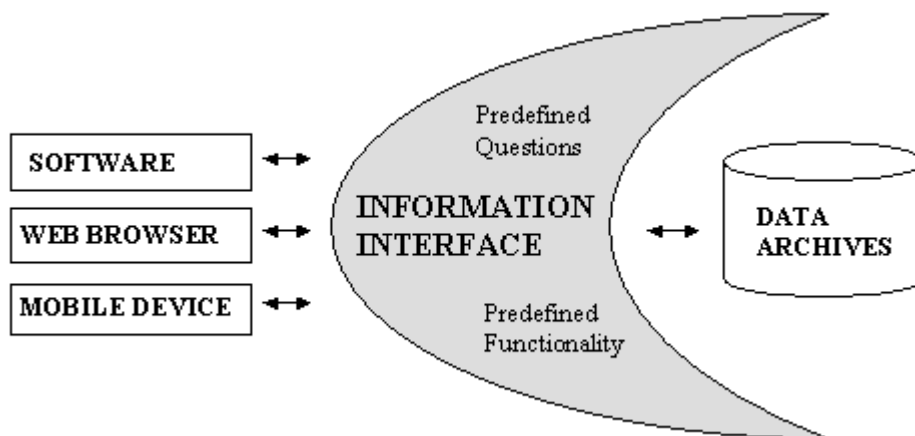 SOFTWARE
WEB BROWSER
MOBILE DEVICE
Predefined
Questions
INFORMATION
INTERFACE
Predefined
Functionality
DATA
ARCHIVES